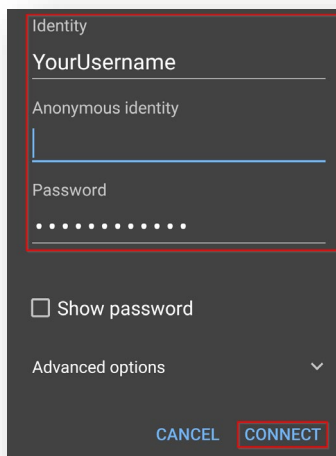 Identity
YourUsername
Anonymous identity
Password
••••••••••••
Show password
Advanced options
CANCEL CONNECT